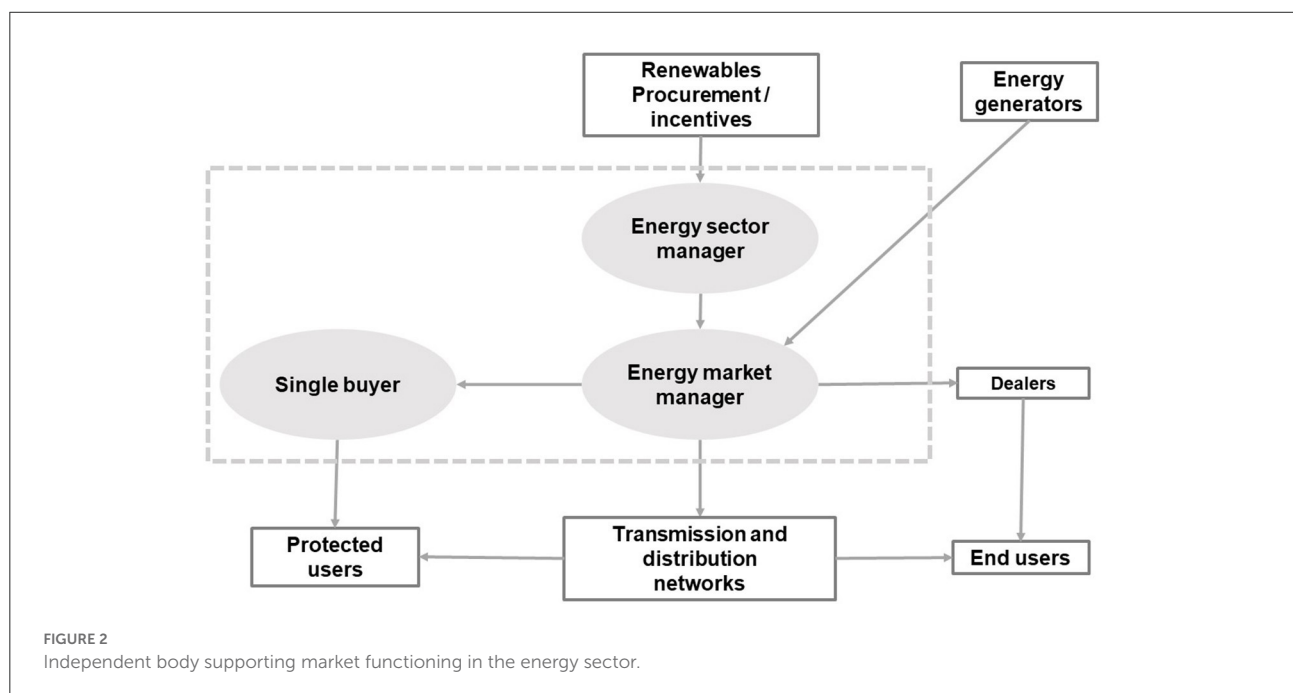 Renewables
Procurement /
incentives
Energy
generators
Energy sector
manager
Single buyer
Energy market
manager
Dealers
Protected
users
Transmission and
distribution
networks
End users
FIGURE 2
Independent body supporting market functioning in the energy sector.